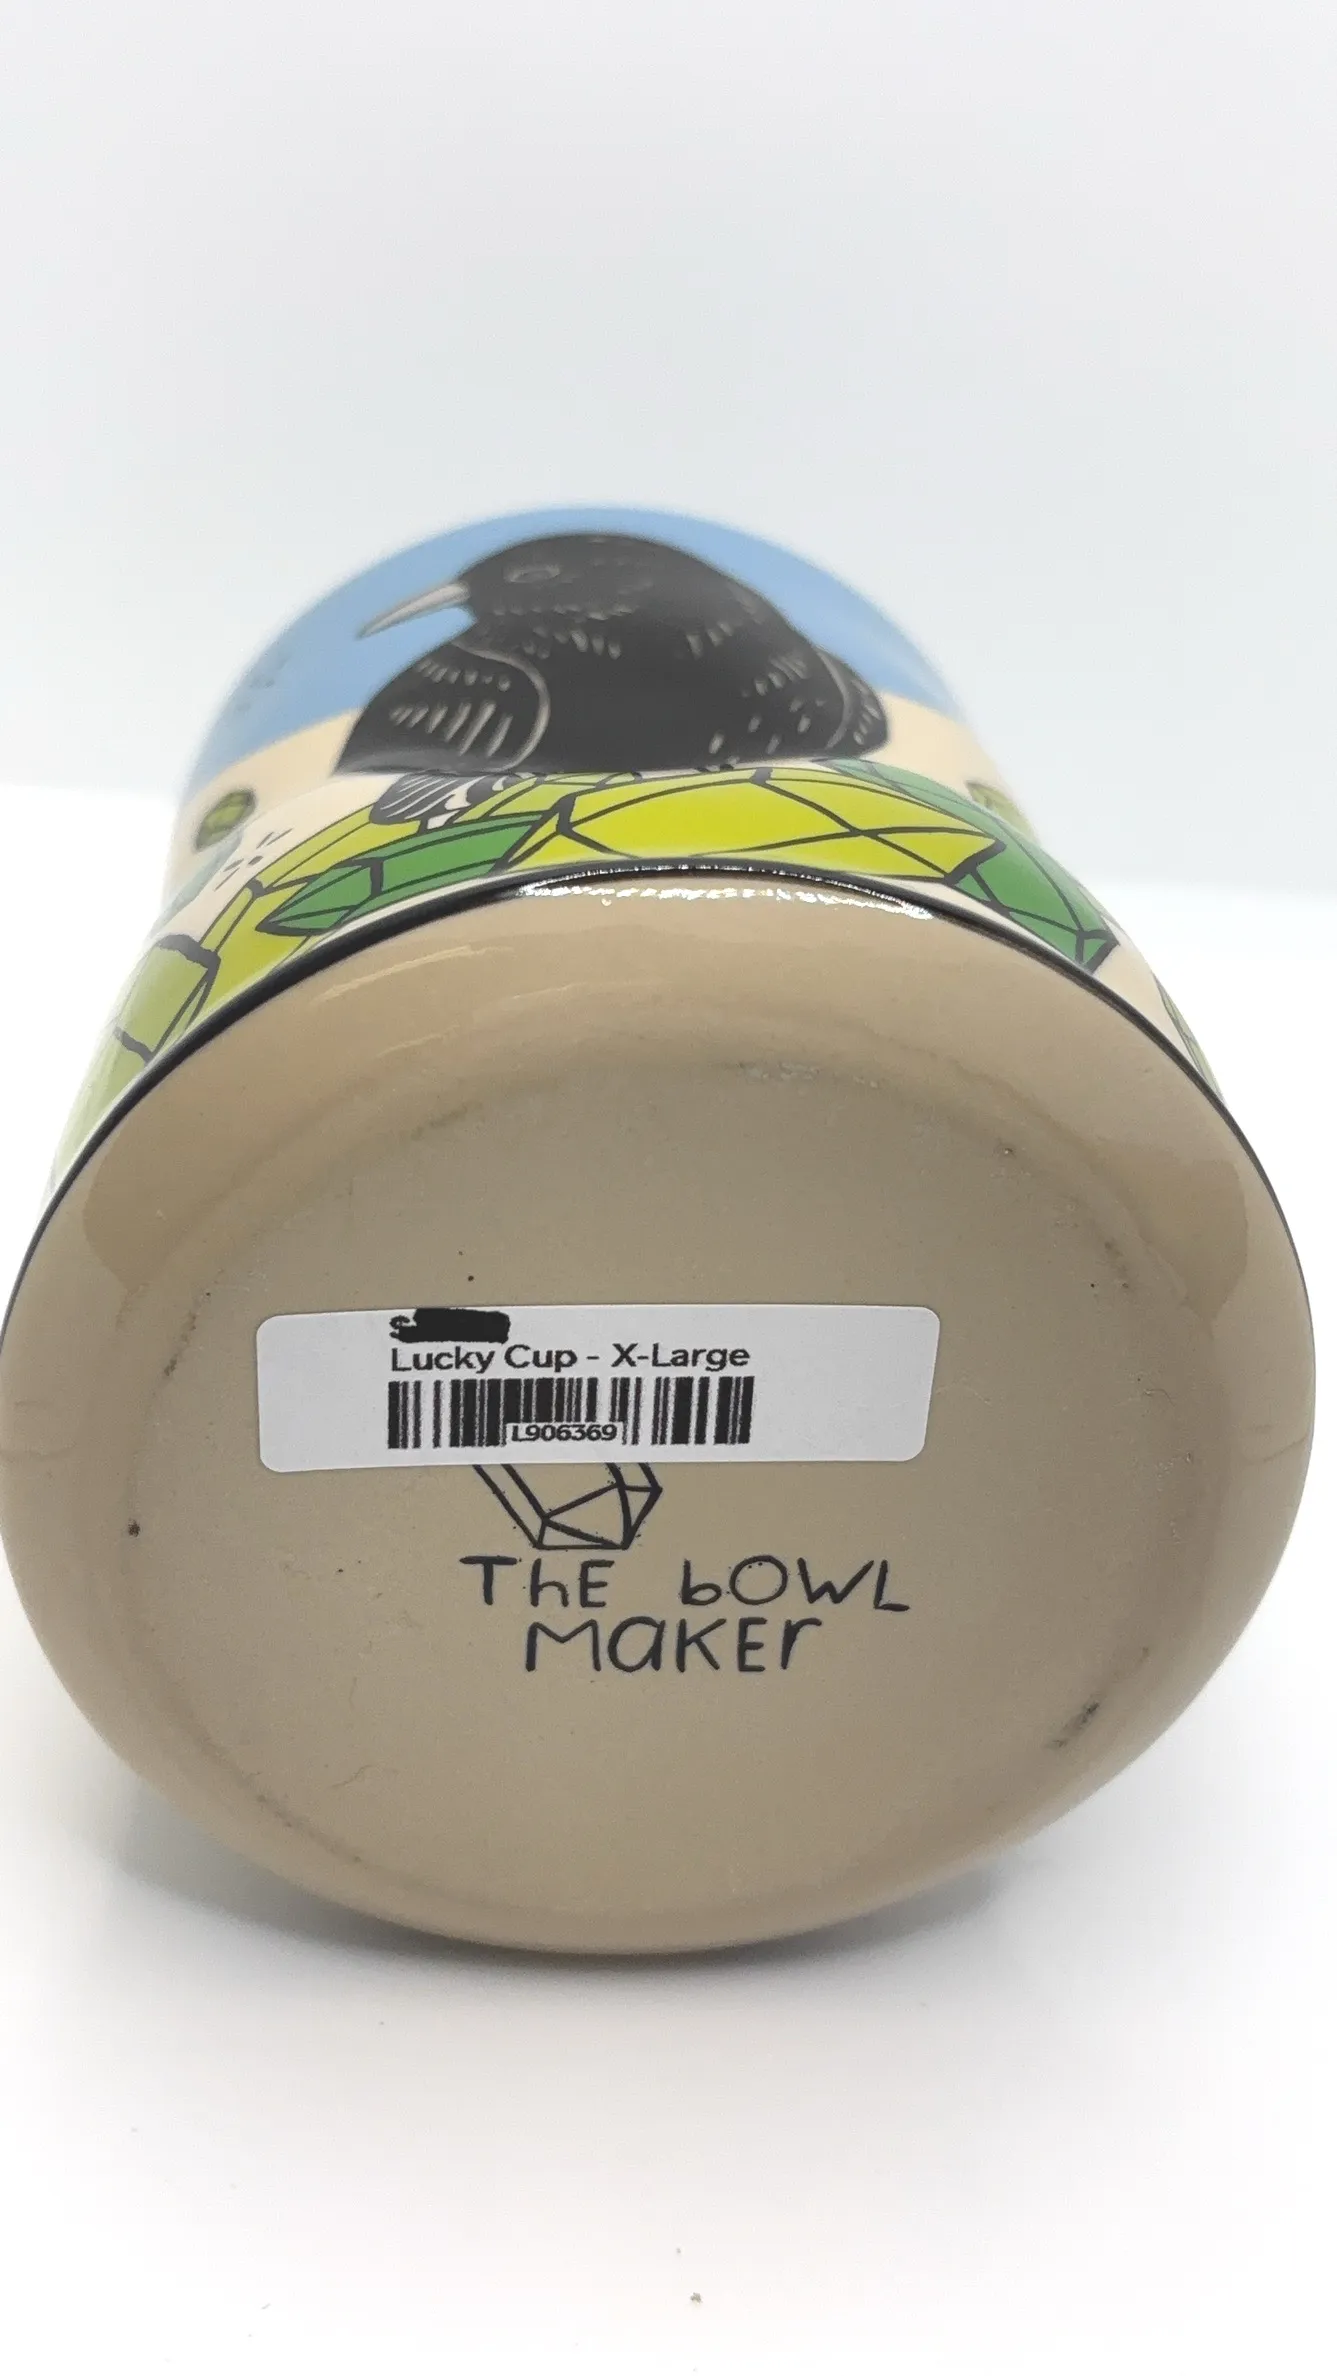 Lucky Cup - X-Large
L906369
ThE bOWL
MaKEr